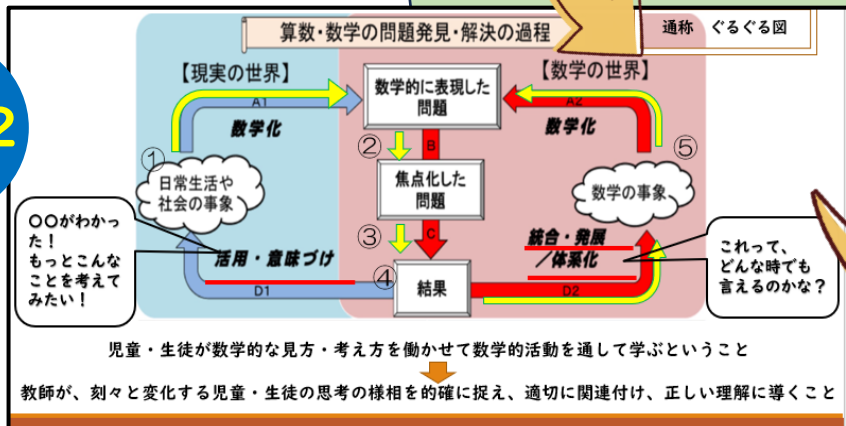 算数・数学の問題発見・解決の過程
通称 ぐるぐる図
2
【現実の世界】
【数学の世界】
数学的に表現した
問題
A1
A2
数学化
数学化
①
②
B
⑤
日常生活や
社会の事象
焦点化した
問題
数学の事象
〇〇がわかっ
た!
もっとこんな
ことを考えて
みたい!
③
C
活用・意味づけ
統合・発展
/体系化
これって、
どんな時でも
言えるのかな?
④
結果
D1
D2
児童・生徒が数学的な見方・考え方を働かせて数学的活動を通して学ぶということ
教師が、刻々と変化する児童・生徒の思考の様相を的確に捉え、適切に関連付け、正しい理解に導くこと